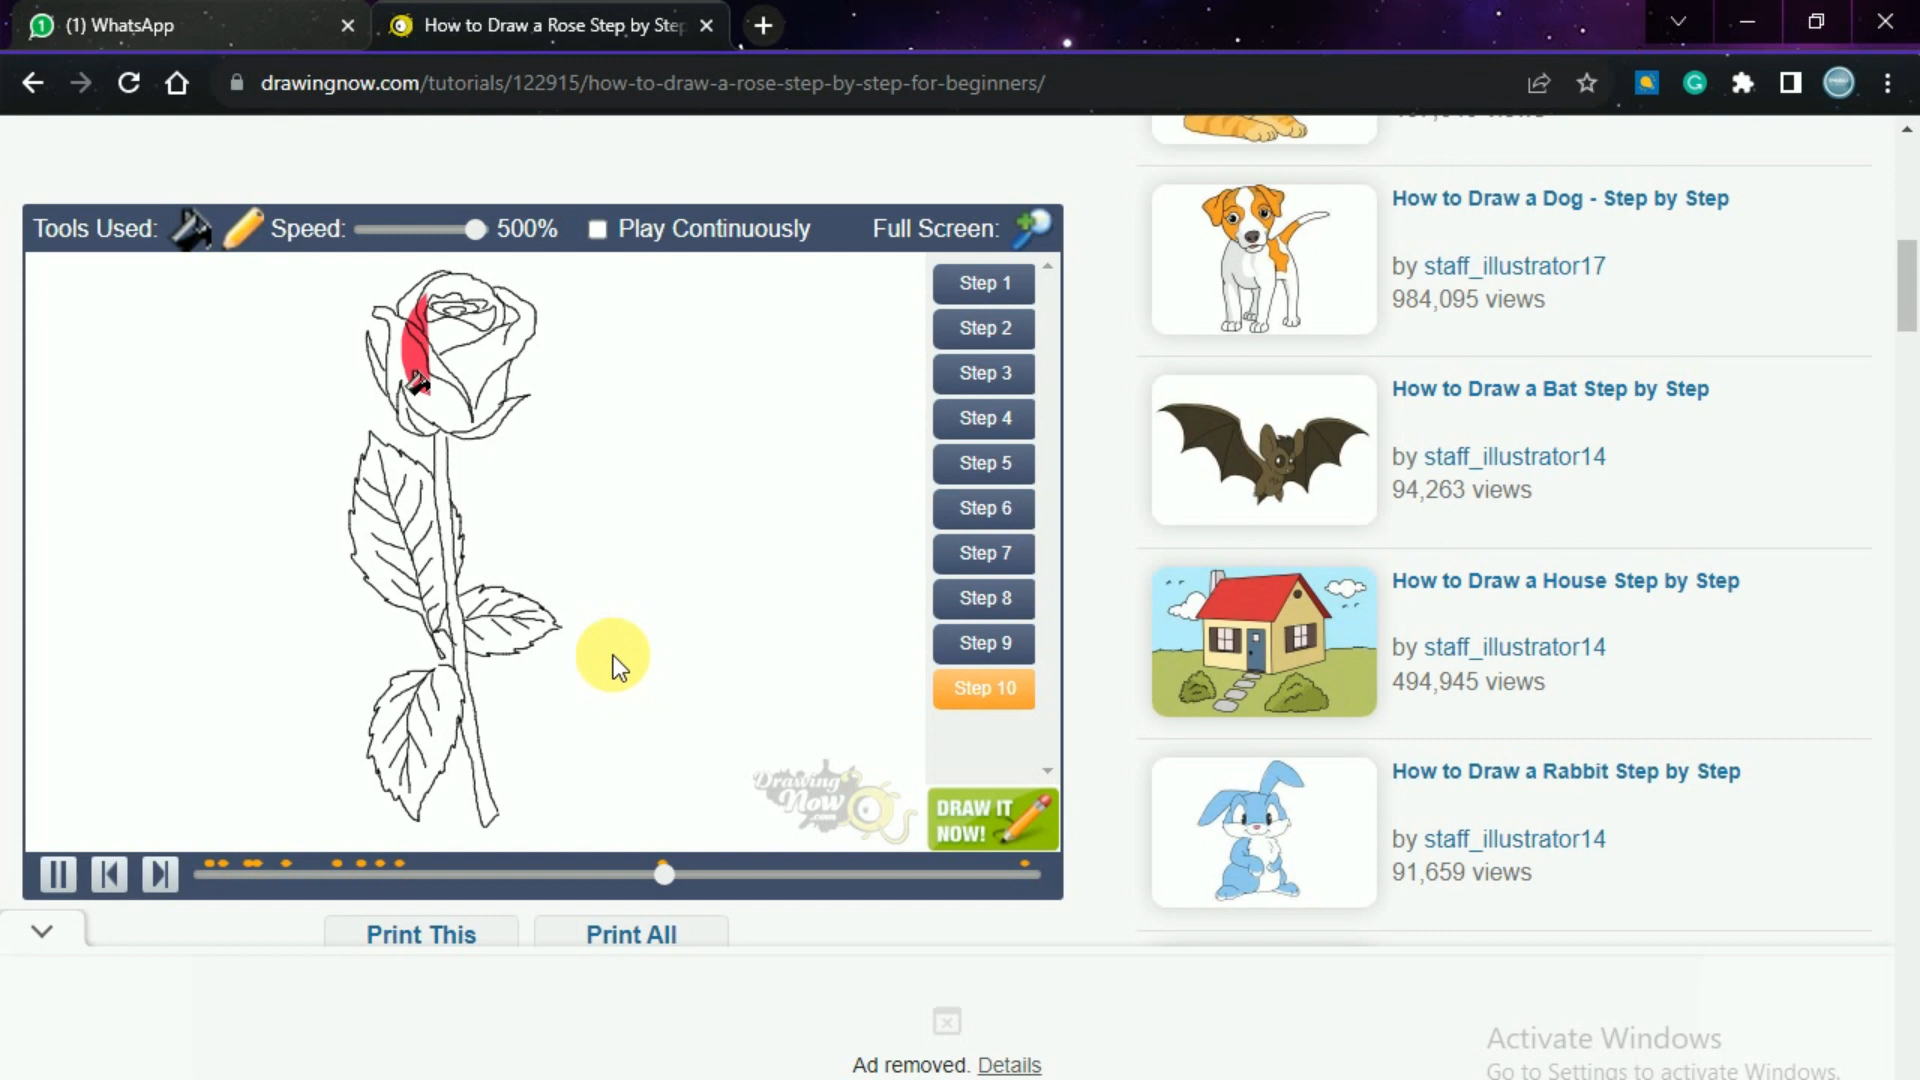 (1) WhatsApp
How to Draw a Rose Step by Step
drawingnow.com/tutorials/122915/how-to-draw-a-rose-step-by-step-for-beginners/
Tools Used:
Speed:
500%
Play Continuously
Full Screen:
Step 1
Step 2
Step 3
Step 4
Step 5
Step 6
Step 7
Step 8
Step 9
Step 10
Drawing
Now
.com
DRAW IT
NOW!
Print This
Print All
How to Draw a Dog - Step by Step
by staff_illustrator17
984,095 views
How to Draw a Bat Step by Step
by staff_illustrator14
94,263 views
How to Draw a House Step by Step
by staff_illustrator14
494,945 views
How to Draw a Rabbit Step by Step
by staff_illustrator14
91,659 views
Ad removed. Details
Activate Windows
Go to Settings to activate Windows.